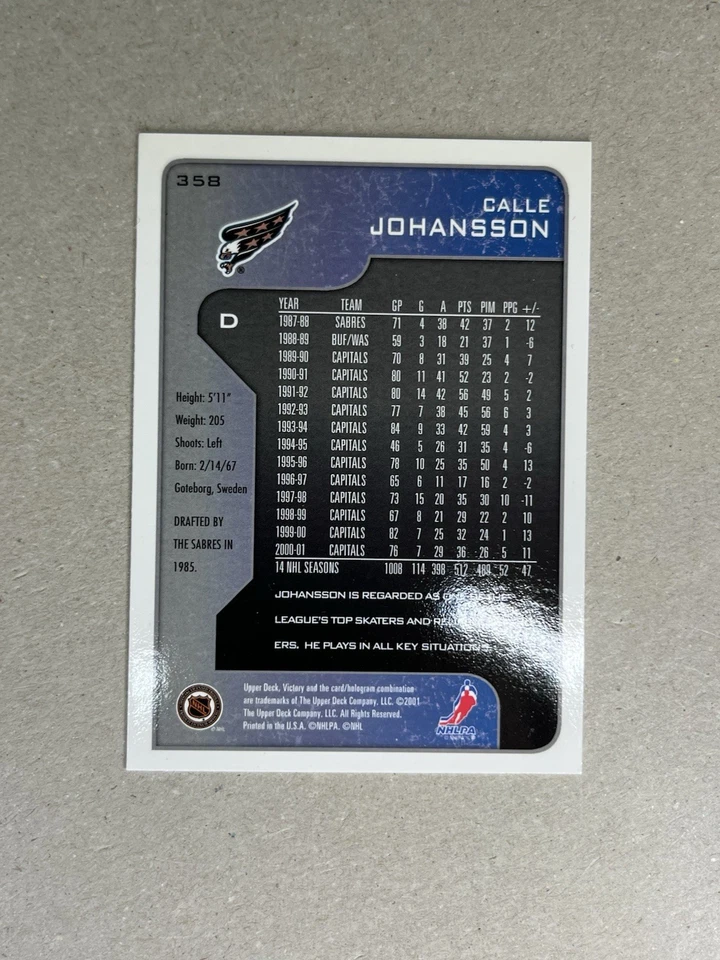 358
CALLE
JOHANSSON
D
Height: 5'11"
Weight: 205
Shoots: Left
Born: 2/14/67
Goteborg, Sweden
DRAFTED BY
THE SABRES IN
1985.
YEAR TEAM GP G A PTS PIM PPG +/-
1987-88 SABRES 71 4 38 42 37 2 12
1988-89 BUF/WAS 59 3 18 21 37 1 -6
1989-90 CAPITALS 70 8 31 39 25 4 7
1990-91 CAPITALS 80 11 41 52 23 2 -2
1991-92 CAPITALS 80 14 42 56 49 5 2
1992-93 CAPITALS 77 7 38 45 56 6 3
1993-94 CAPITALS 84 9 33 42 59 4 3
1994-95 CAPITALS 46 5 26 31 35 4 -6
1995-96 CAPITALS 78 10 25 35 50 4 13
1996-97 CAPITALS 65 6 11 17 16 2 -2
1997-98 CAPITALS 73 15 20 35 30 10 -11
1998-99 CAPITALS 67 8 21 29 22 2 10
1999-00 CAPITALS 82 7 25 32 24 1 13
2000-01 CAPITALS 76 7 29 36 26 5 11
14 NHL SEASONS 1008 114 398 512 489 52 47
JOHANSSON IS REGARDED AS ONE OF THE
LEAGUE'S TOP SKATERS AND
ERS. HE PLAYS IN ALL KEY SITUATIONS.
Upper Deck, Victory and the card/hologram combination
are trademarks of The Upper Deck Company, LLC. ©2001
The Upper Deck Company, LLC. All Rights Reserved.
Printed in the U.S.A. ©NHLPA. ©NHL
NHL
NHLPA